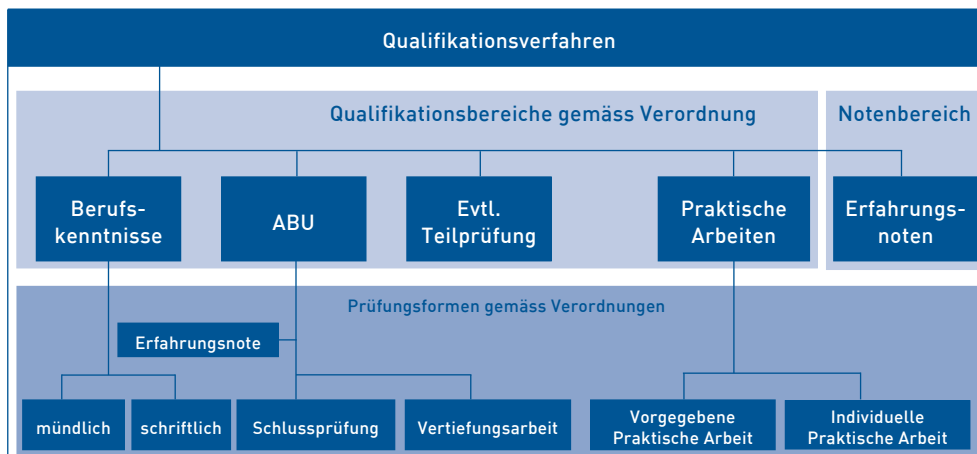 Qualifikationsverfahren
Qualifikationsbereiche gemäss Verordnung
Notenbereich
Berufs-
kenntnisse
ABU
Evtl.
Teilprüfung
Praktische
Arbeiten
Erfahrungs-
noten
Prüfungsformen gemäss Verordnungen
Erfahrungsnote
mündlich
schriftlich
Schlussprüfung
Vertiefungsarbeit
Vorgegebene
Praktische Arbeit
Individuelle
Praktische Arbeit